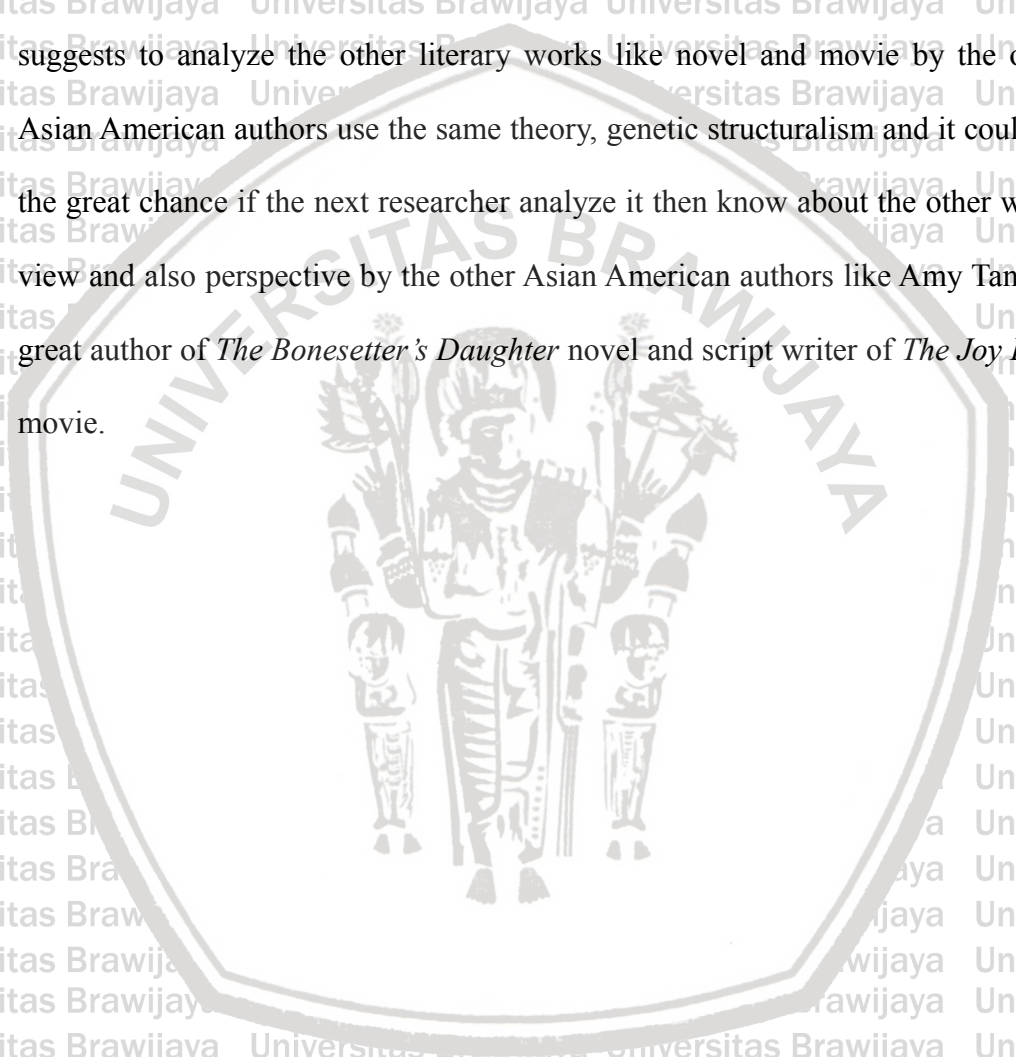 suggests to analyze the other literary works like novel and movie by the
Asian American authors use the same theory, genetic structuralism and it coul
the great chance if the next researcher analyze it then know about the other w
view and also perspective by the other Asian American authors like Amy Tan
great author of The Bonesetter’s Daughter novel and script writer of The Joy
movie.
UNIVERSITAS BRAWIJAYA